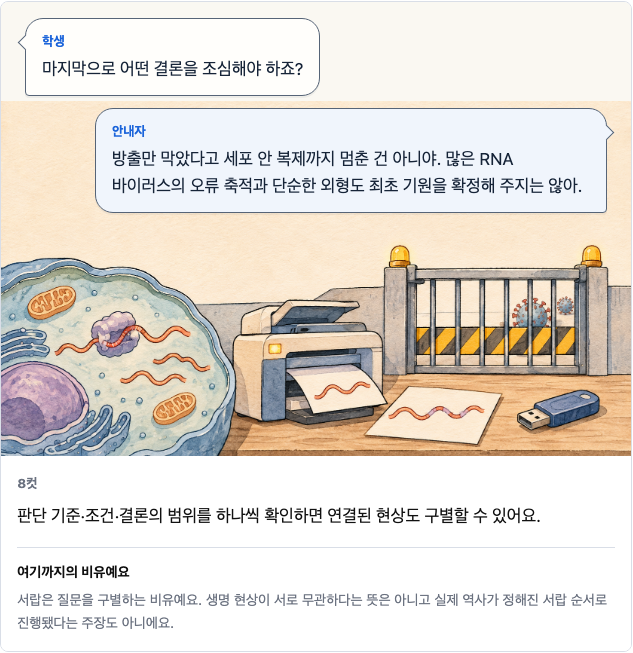 학생
마지막으로 어떤 결론을 조심해야 하죠?
안내자
방출만 막았다고 세포 안 복제까지 멈춘 건 아니야. 많은 RNA
바이러스의 오류 축적과 단순한 외형도 최초 기원을 확정해 주지는 않아.
8컷
판단 기준·조건·결론의 범위를 하나씩 확인하면 연결된 현상도 구별할 수 있어요.
여기까지의 비유예요
서랍은 질문을 구별하는 비유예요. 생명 현상이 서로 무관하다는 뜻은 아니고 실제 역사가 정해진 서랍 순서로
진행됐다는 주장도 아니에요.